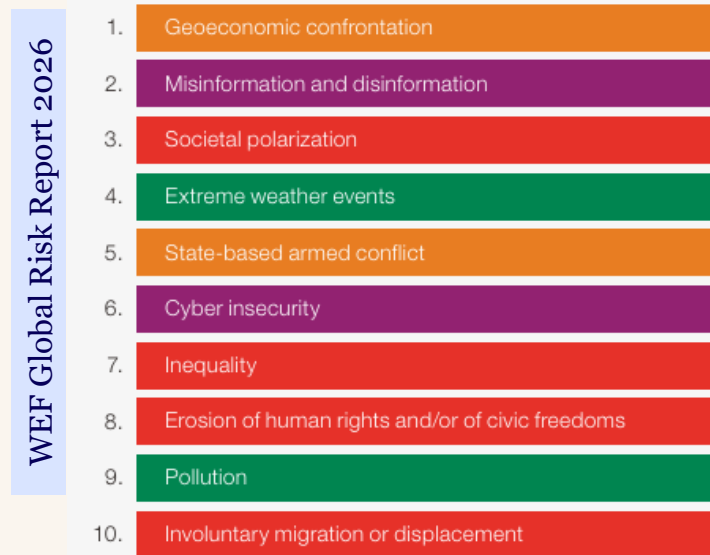 WEF Global Risk Report 2026
1. Geoeconomic confrontation
2. Misinformation and disinformation
3. Societal polarization
4. Extreme weather events
5. State-based armed conflict
6. Cyber insecurity
7. Inequality
8. Erosion of human rights and/or of civic freedoms
9. Pollution
10. Involuntary migration or displacement